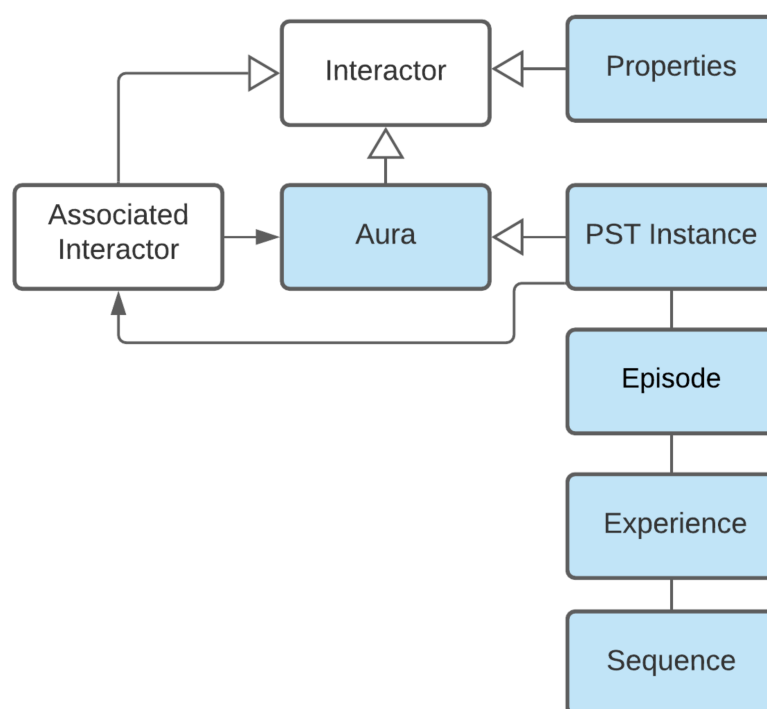 Interactor
Properties
Associated
Interactor
Aura
PST Instance
Episode
Experience
Sequence